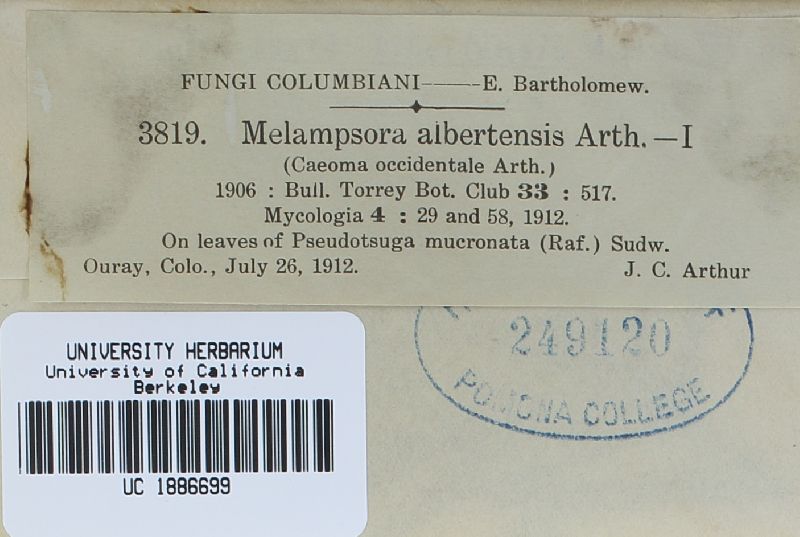 FUNGI COLUMBIANI——E. Bartholomew.
3819. Melampsora albertensis Arth. — I
(Caeoma occidentale Arth.)
1906 : Bull. Torrey Bot. Club 33 : 517.
Mycologia 4 : 29 and 58, 1912.
On leaves of Pseudotsuga mucronata (Raf.) Sudw.
Ouray, Colo., July 26, 1912. J. C. Arthur
249120
POMONA COLLEGE
UNIVERSITY HERBARIUM
University of California
Berkeley
UC 1886699